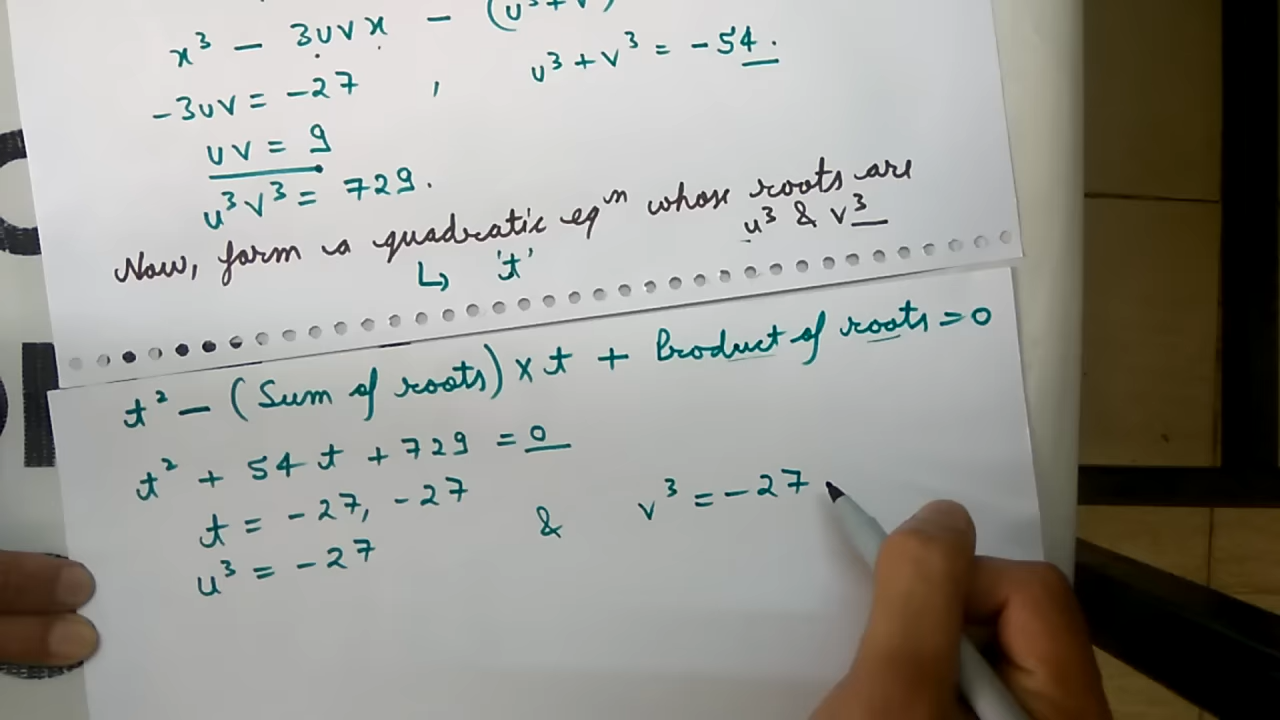 x³ - 3uvx - (u³+v
-3uv = -27 , u³+v³ = -54.
uv = 9
u³v³ = 729.
Now, form a quadratic eqⁿ whose roots are
u³ & v³
↳ 't'
t² - (Sum of roots) × t + Product of roots = 0
t² + 54t + 729 = 0
t = -27, -27
u³ = -27 & v³ = -27